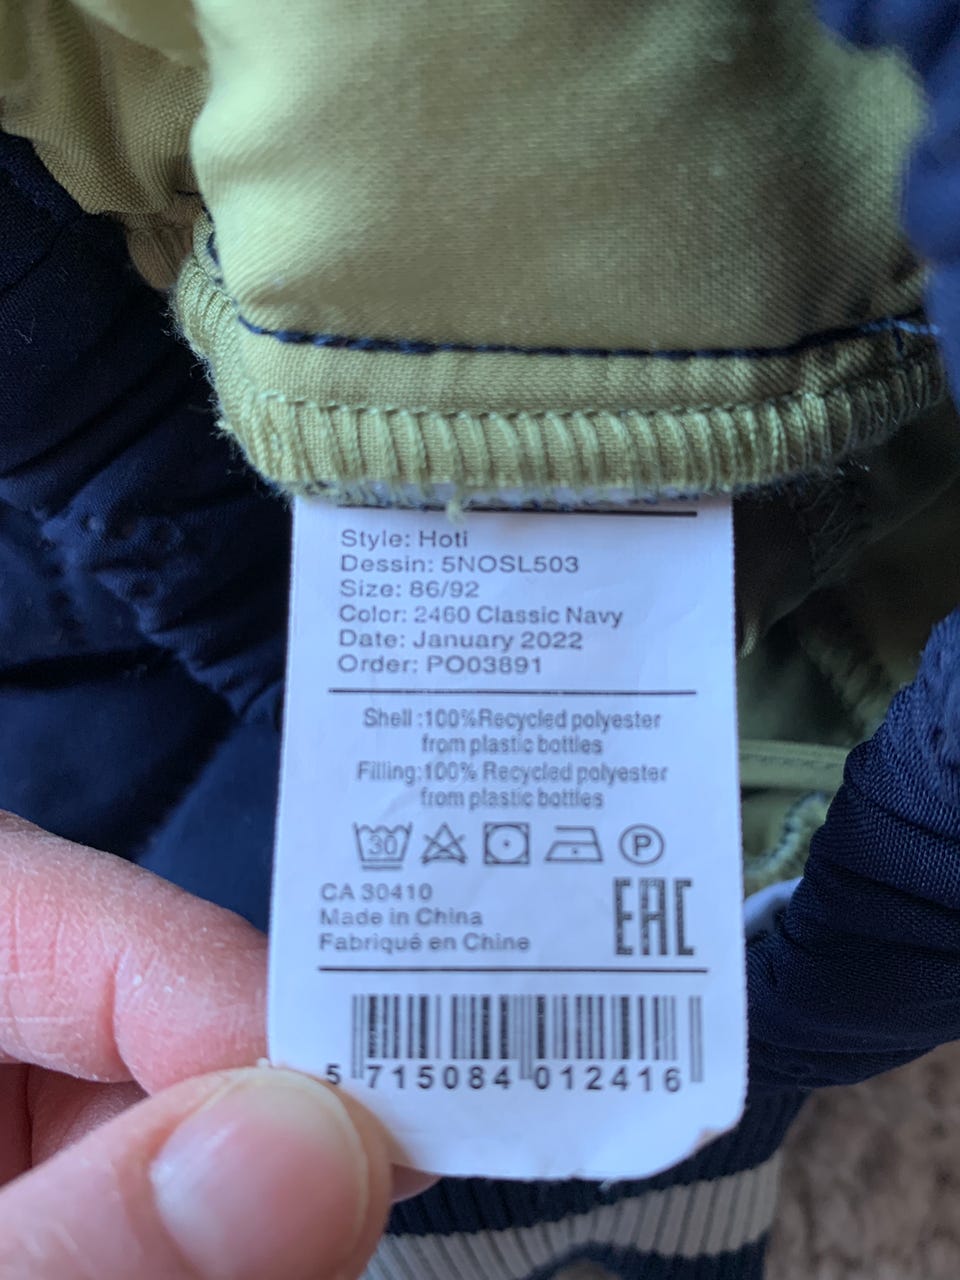 Style: Hoti
Dessin: 5NOSL503
Size: 86/92
Color: 2460 Classic Navy
Date: January 2022
Order: PO03891
Shell :100%Recycled polyester
from plastic bottles
Filling:100% Recycled polyester
from plastic bottles
30 P
CA 30410
Made in China
Fabriqué en Chine
EAC
5 715084 012416